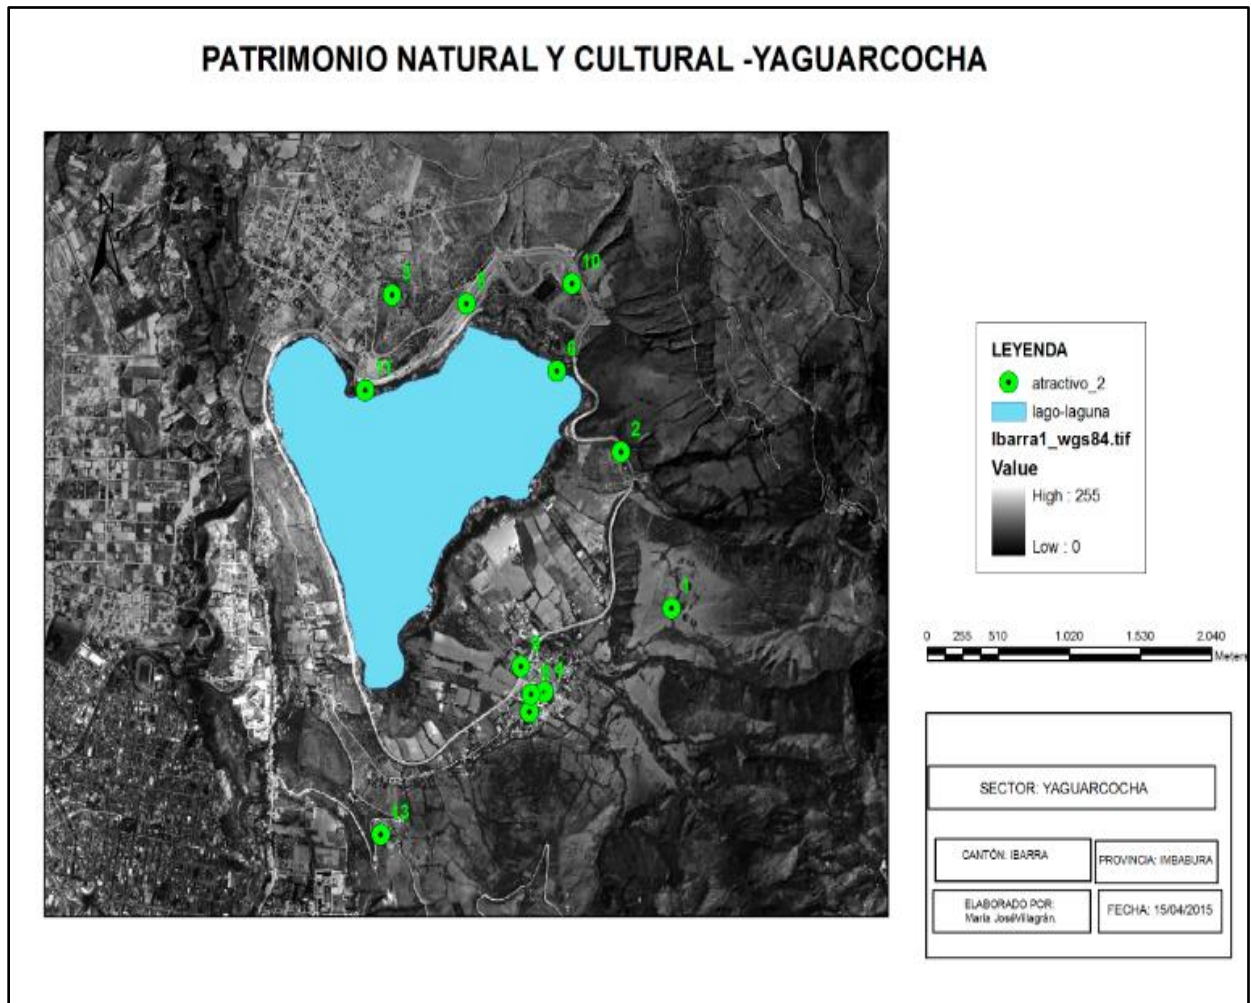 PATRIMONIO NATURAL Y CULTURAL -YAGUARCOCHA
N
10
11
2
1
4
13
LEYENDA
atractivo_2
lago-laguna
Ibarra1_wgs84.tif
Value
High : 255
Low : 0
0 255 510 1.020 1.530 2.040
Meters
SECTOR: YAGUARCOCHA
CANTÓN: IBARRA
PROVINCIA: IMBABURA
ELABORADO POR:
María JoséVillagrán.
FECHA: 15/04/2015